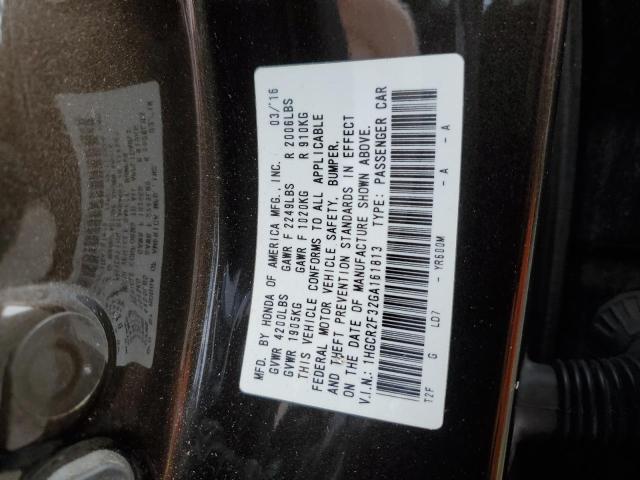 MFD. BY HONDA OF AMERICA MFG., INC. 03/'16
GVWR 4200LBS GAWR F 2249LBS R 2006LBS
GVWR 1905KG GAWR F 1020KG R 910KG
THIS VEHICLE CONFORMS TO ALL APPLICABLE
FEDERAL MOTOR VEHICLE SAFETY, BUMPER,
AND THEFT PREVENTION STANDARDS IN EFFECT
ON THE DATE OF MANUFACTURE SHOWN ABOVE.
V.I.N.: 1HGCR2F32GA161813 TYPE: PASSENGER CAR
T2F G LD7 - YR600M - A - A